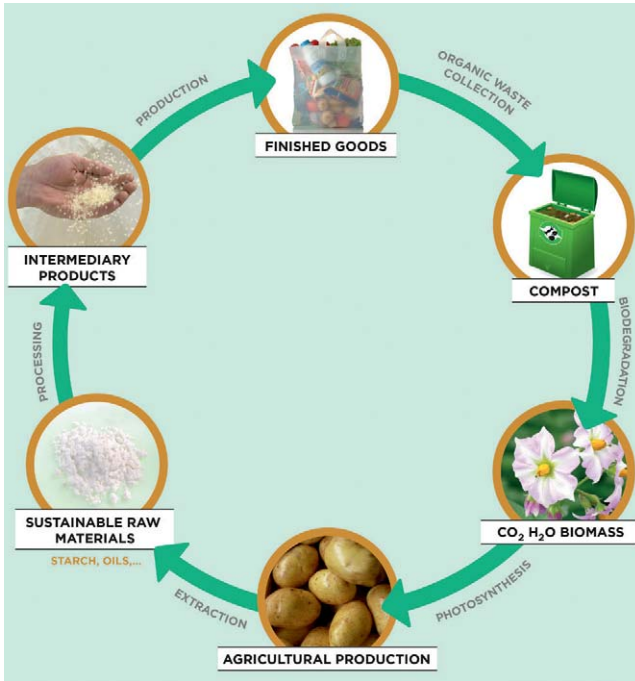 FINISHED GOODS
ORGANIC WASTE
COLLECTION
COMPOST
BIODEGRADATION
CO₂ H₂O BIOMASS
PHOTOSYNTHESIS
AGRICULTURAL PRODUCTION
EXTRACTION
SUSTAINABLE RAW
MATERIALS
STARCH, OILS,...
PROCESSING
INTERMEDIARY
PRODUCTS
PRODUCTION